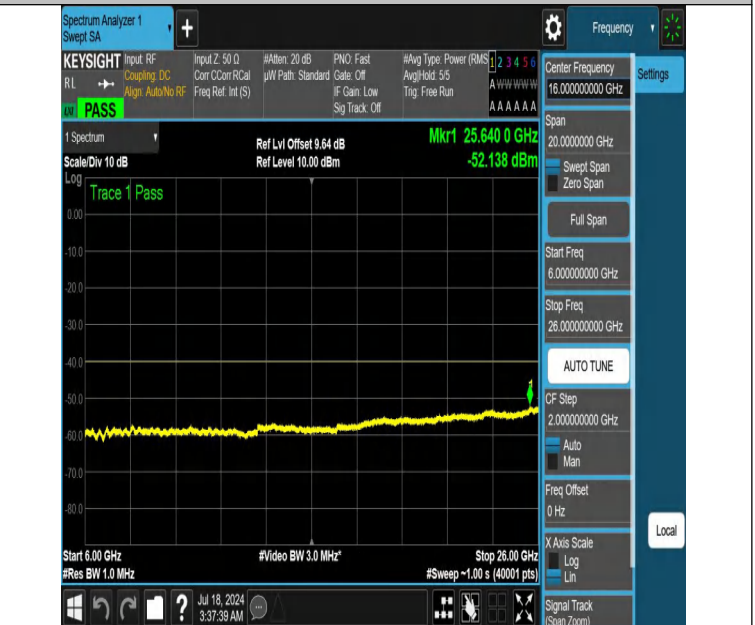 Spectrum Analyzer 1
Swept SA
+
Frequency
KEYSIGHT
RL
PASS
Input: RF
Coupling: DC
Align: Auto/No RF
Input Z: 50 Ω
Corr CCorr RCal
Freq Ref: Int (S)
#Atten: 20 dB
µW Path: Standard
PNO: Fast
Gate: Off
IF Gain: Low
Sig Track: Off
#Avg Type: Power (RMS
Avg|Hold: 5/5
Trig: Free Run
1 2 3 4 5 6
A W W W W W
A A A A A A
1 Spectrum
Scale/Div 10 dB
Log
Ref Lvl Offset 9.64 dB
Ref Level 10.00 dBm
Mkr1 25.640 0 GHz
-52.138 dBm
Trace 1 Pass
0.00
-10.0
-20.0
-30.0
-40.0
-50.0
-60.0
-70.0
-80.0
Start 6.00 GHz
#Res BW 1.0 MHz
#Video BW 3.0 MHz*
Stop 26.00 GHz
#Sweep ~1.00 s (40001 pts)
?
Jul 18, 2024
3:37:39 AM
Center Frequency
16.000000000 GHz
Settings
Span
20.0000000 GHz
Swept Span
Zero Span
Full Span
Start Freq
6.000000000 GHz
Stop Freq
26.000000000 GHz
AUTO TUNE
CF Step
2.000000000 GHz
Auto
Man
Freq Offset
0 Hz
Local
X Axis Scale
Log
Lin
Signal Track
(Span Zoom)